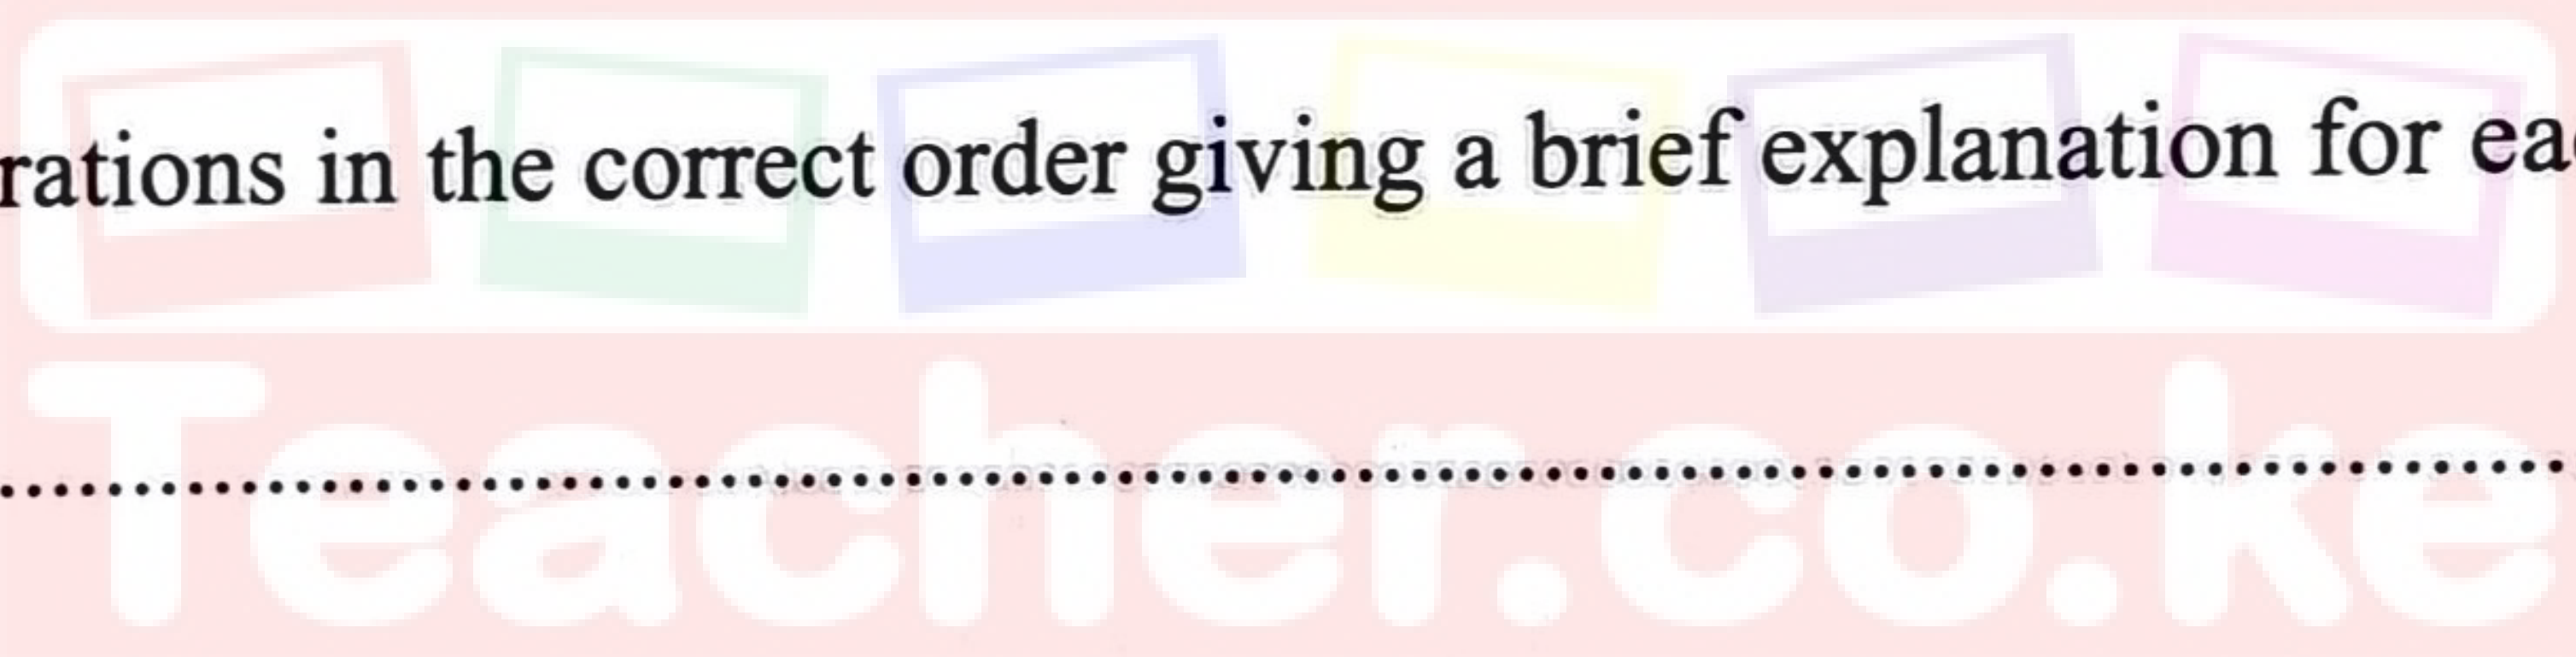 rations in the correct order giving a brief explanation for ea
Teacher.co.ke